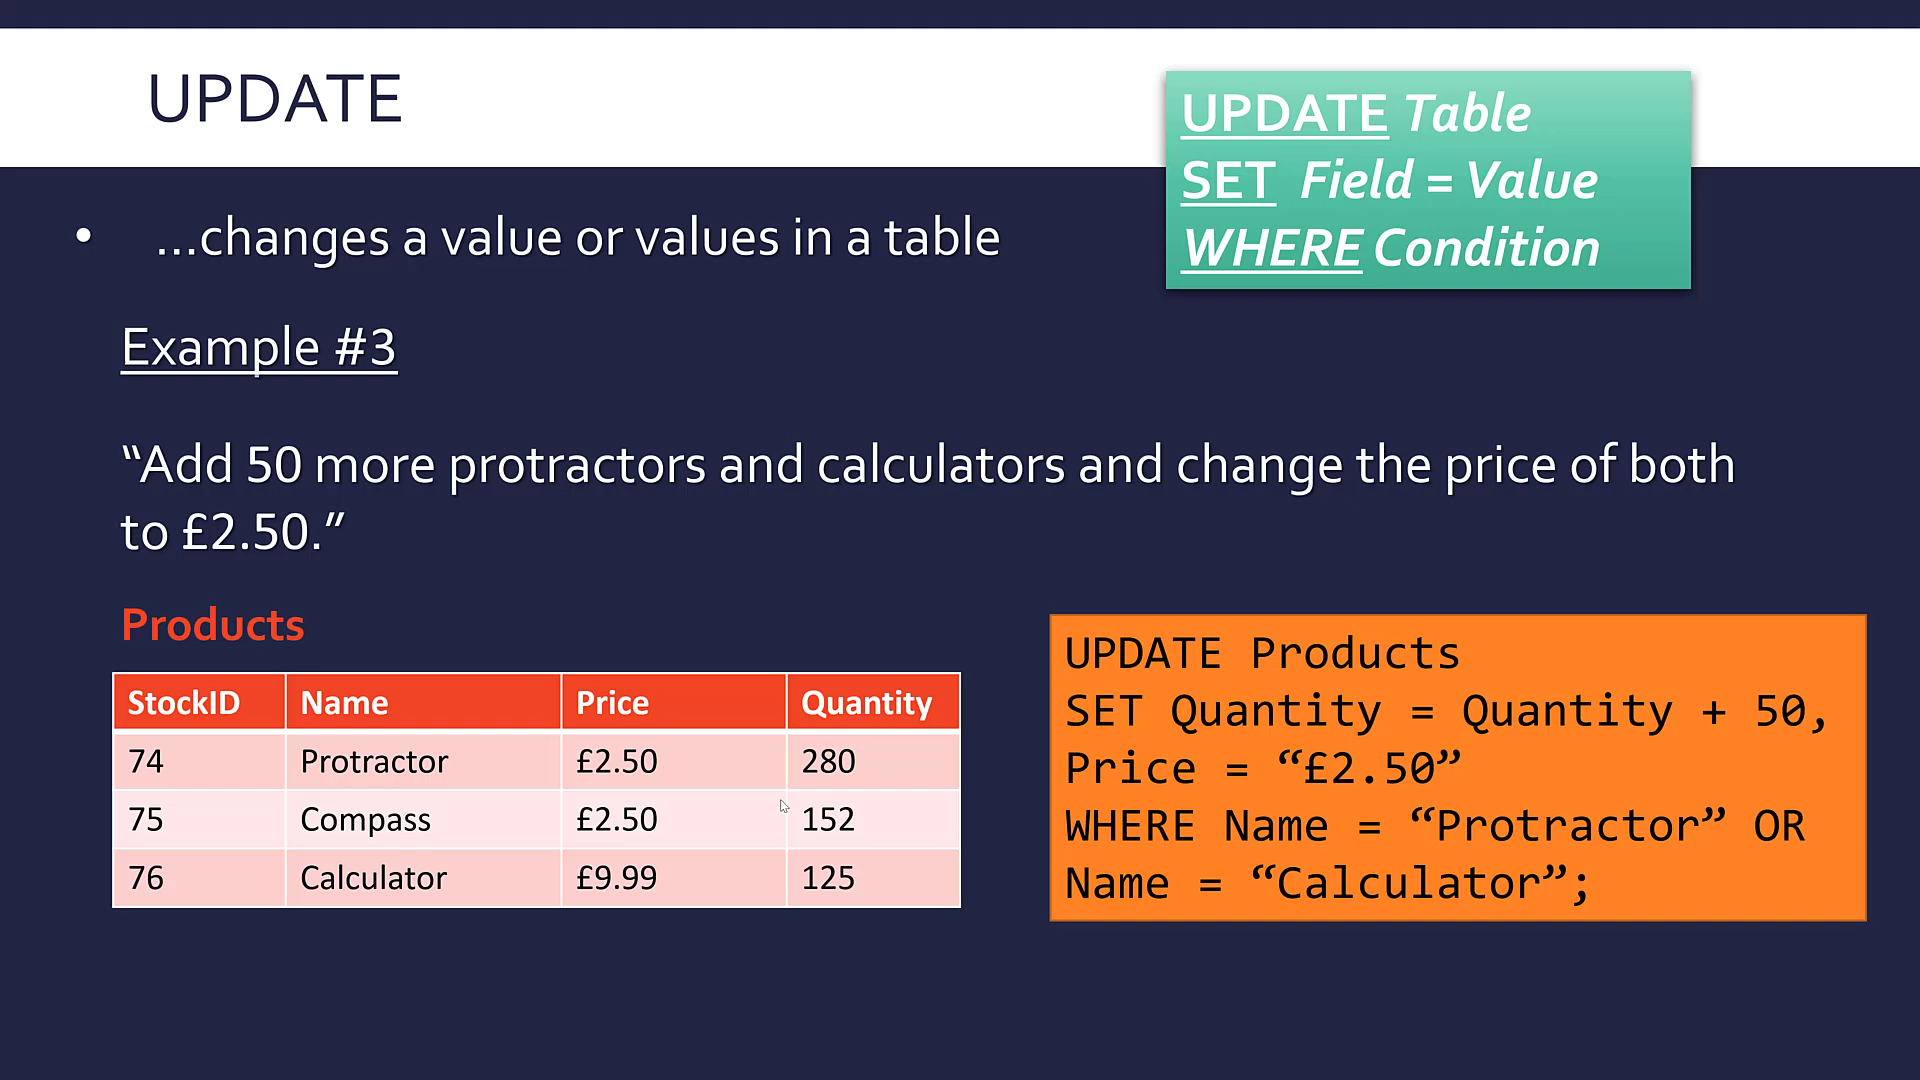 UPDATE
UPDATE Table
SET Field = Value
WHERE Condition
• ...changes a value or values in a table
Example #3
“Add 50 more protractors and calculators and change the price of both
to £2.50.”
Products
StockID Name Price Quantity
74 Protractor £2.50 280
75 Compass £2.50 152
76 Calculator £9.99 125
UPDATE Products
SET Quantity = Quantity + 50,
Price = “£2.50”
WHERE Name = “Protractor” OR
Name = “Calculator”;